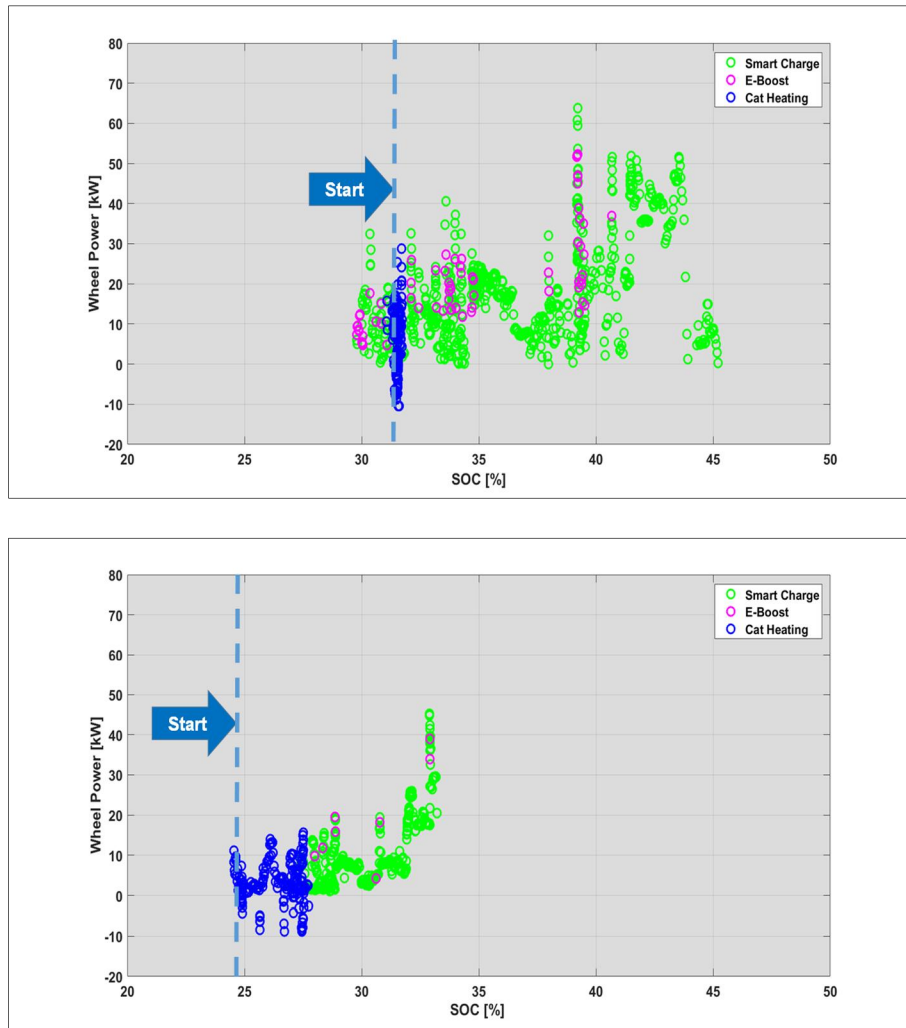 80
70
60
50
40
30
20
10
0
-10
-20
Wheel Power [kW]
Smart Charge
E-Boost
Cat Heating
Start
20 25 30 35 40 45 50
SOC [%]
80
70
60
50
40
30
20
10
0
-10
-20
Wheel Power [kW]
Smart Charge
E-Boost
Cat Heating
Start
20 25 30 35 40 45 50
SOC [%]